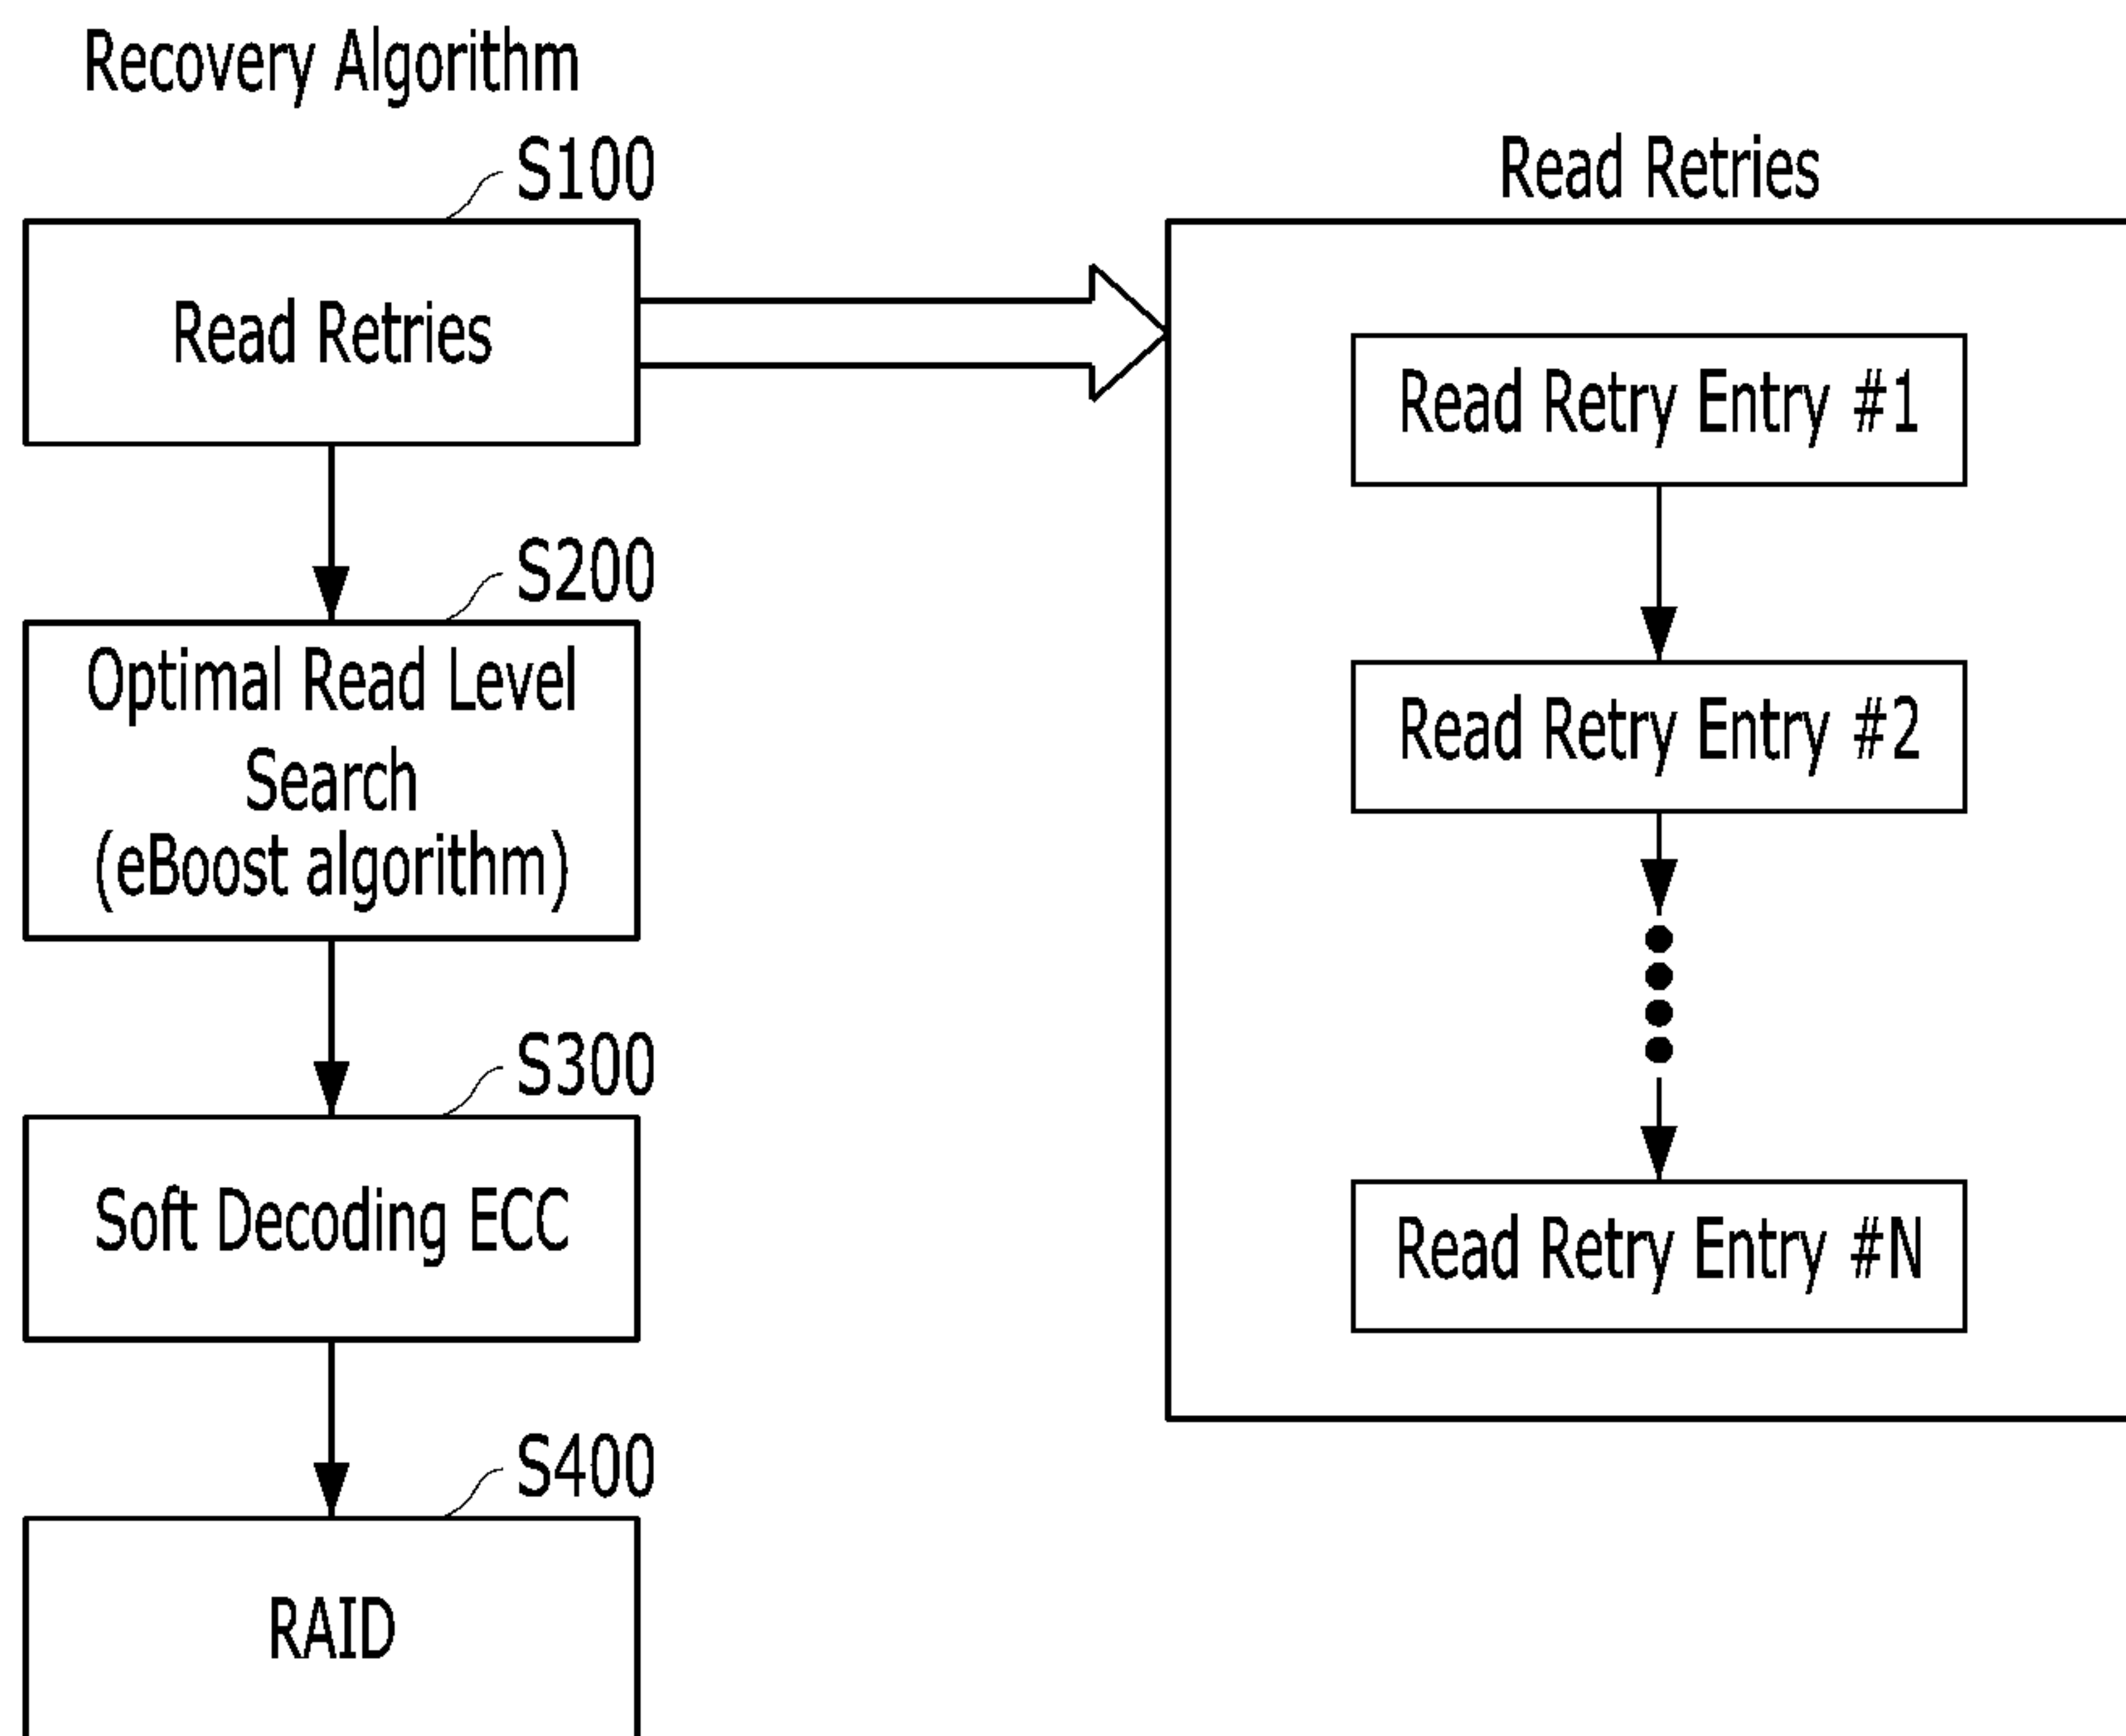 Recovery Algorithm
S100
Read Retries
S200
Optimal Read Level
Search
(eBoost algorithm)
S300
Soft Decoding ECC
S400
RAID
Read Retries
Read Retry Entry #1
Read Retry Entry #2
Read Retry Entry #N